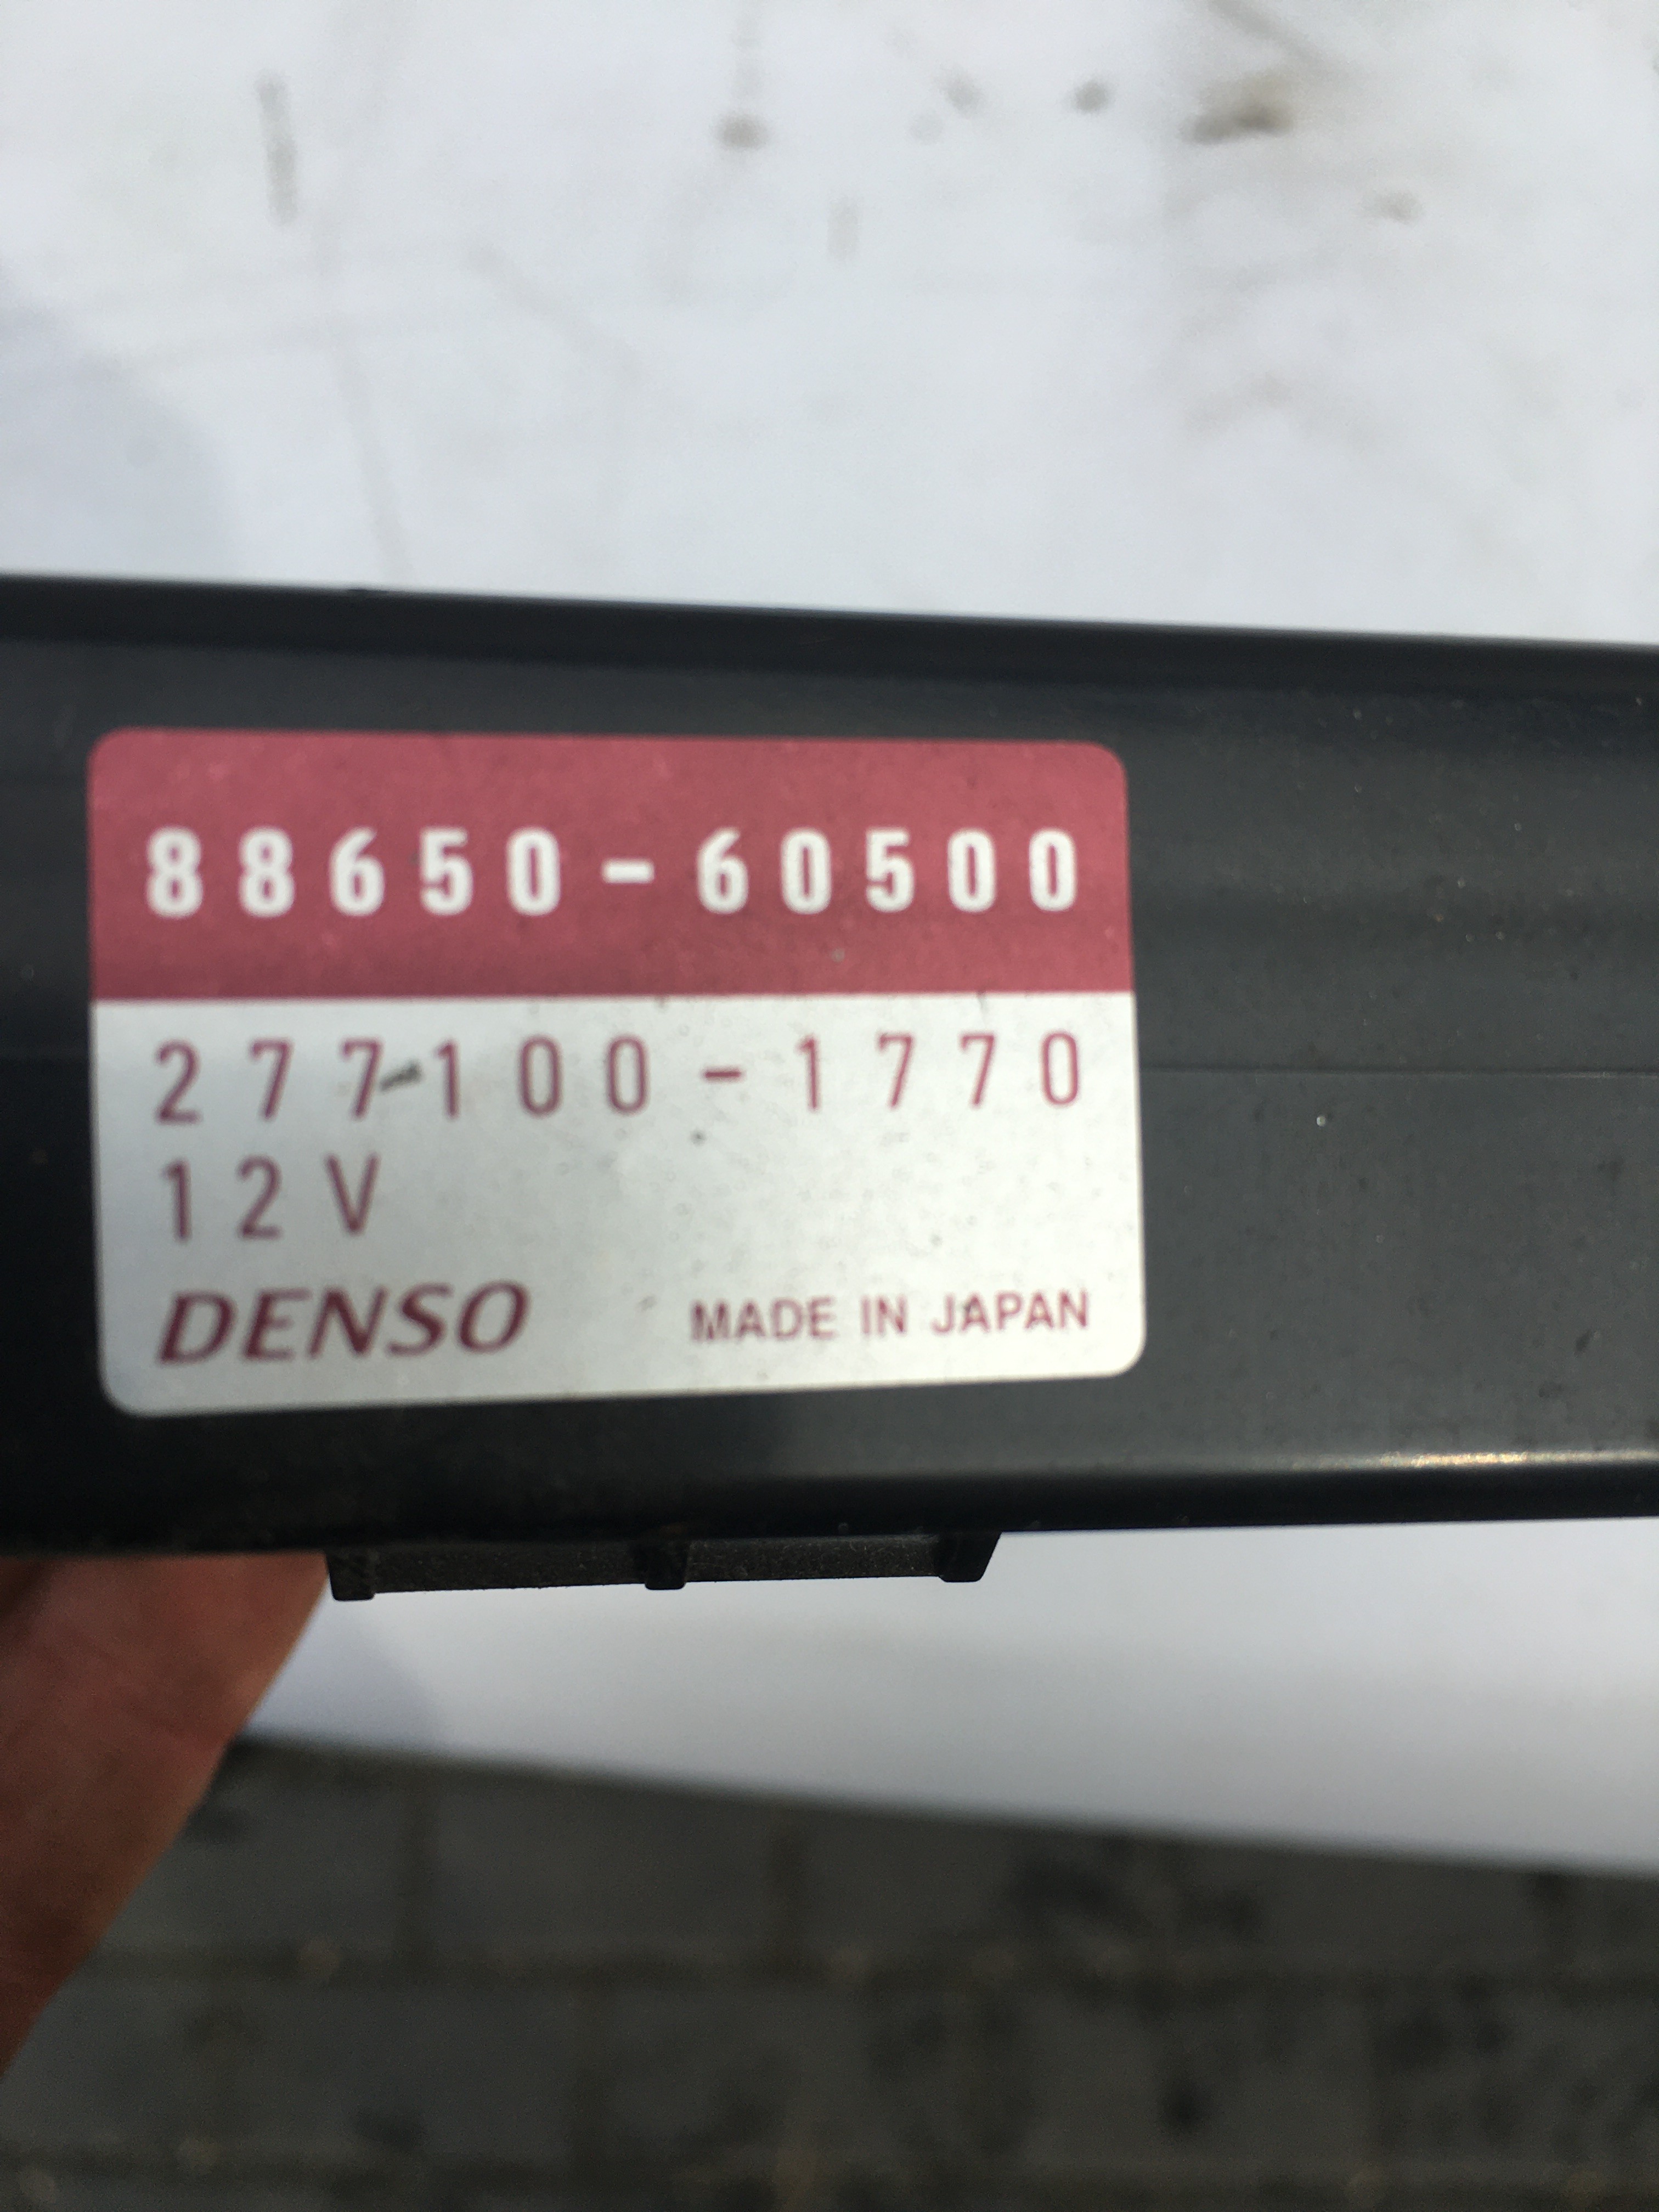 88650-60500
277100-1770
12V
DENSO MADE IN JAPAN